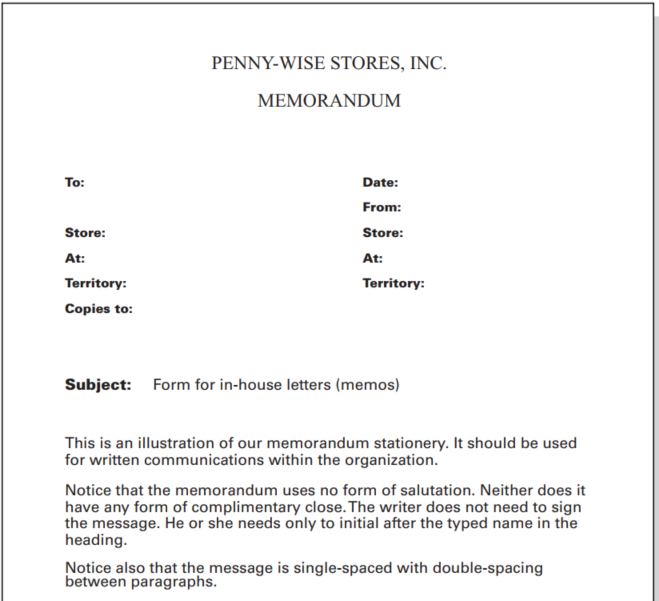 PENNY-WISE STORES, INC.
MEMORANDUM
To: Date:
From:
Store: Store:
At: At:
Territory: Territory:
Copies to:
Subject: Form for in-house letters (memos)
This is an illustration of our memorandum stationery. It should be used
for written communications within the organization.
Notice that the memorandum uses no form of salutation. Neither does it
have any form of complimentary close. The writer does not need to sign
the message. He or she needs only to initial after the typed name in the
heading.
Notice also that the message is single-spaced with double-spacing
between paragraphs.